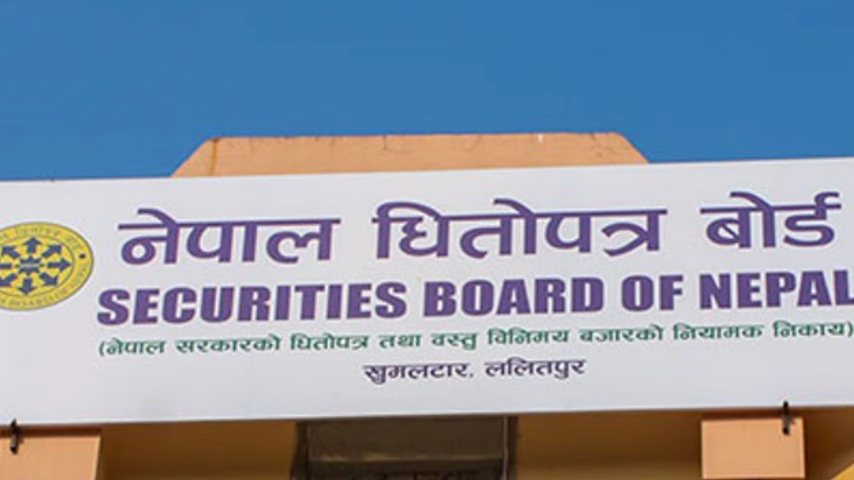 नेपाल धितोपत्र बोर्ड
SECURITIES BOARD OF NEPAL
(नेपाल सरकारको धितोपत्र तथा वस्तु विनिमय बजारको नियामक निकाय)
खुमलटार, ललितपुर